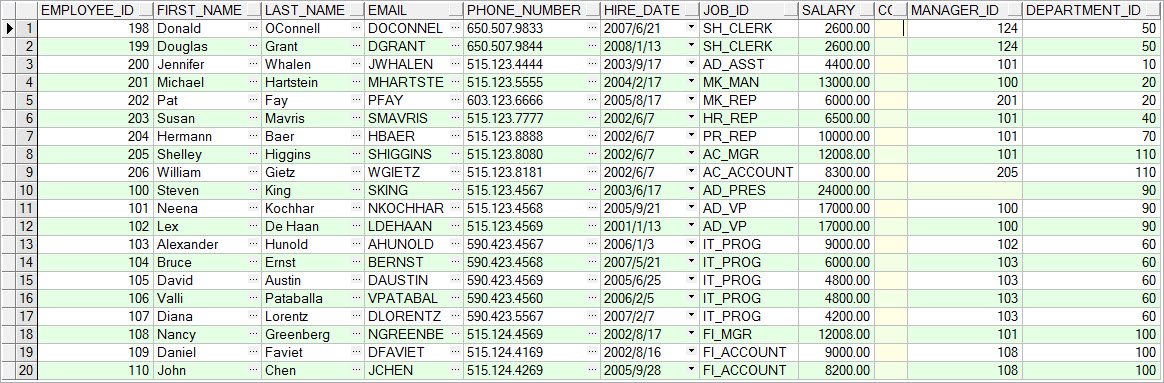 EMPLOYEE_ID FIRST_NAME LAST_NAME EMAIL PHONE_NUMBER HIRE_DATE JOB_ID SALARY CO MANAGER_ID DEPARTMENT_ID
1 198 Donald ... OConnell ... DOCONNEL ... 650.507.9833 ... 2007/6/21 SH_CLERK 2600.00 124 50
2 199 Douglas ... Grant ... DGRANT ... 650.507.9844 ... 2008/1/13 SH_CLERK 2600.00 124 50
3 200 Jennifer ... Whalen ... JWHALEN ... 515.123.4444 ... 2003/9/17 AD_ASST 4400.00 101 10
4 201 Michael ... Hartstein ... MHARTSTE ... 515.123.5555 ... 2004/2/17 MK_MAN 13000.00 100 20
5 202 Pat ... Fay ... PFAY ... 603.123.6666 ... 2005/8/17 MK_REP 6000.00 201 20
6 203 Susan ... Mavris ... SMAVRIS ... 515.123.7777 ... 2002/6/7 HR_REP 6500.00 101 40
7 204 Hermann ... Baer ... HBAER ... 515.123.8888 ... 2002/6/7 PR_REP 10000.00 101 70
8 205 Shelley ... Higgins ... SHIGGINS ... 515.123.8080 ... 2002/6/7 AC_MGR 12008.00 101 110
9 206 William ... Gietz ... WGIETZ ... 515.123.8181 ... 2002/6/7 AC_ACCOUNT 8300.00 205 110
10 100 Steven ... King ... SKING ... 515.123.4567 ... 2003/6/17 AD_PRES 24000.00 90
11 101 Neena ... Kochhar ... NKOCHHAR ... 515.123.4568 ... 2005/9/21 AD_VP 17000.00 100 90
12 102 Lex ... De Haan ... LDEHAAN ... 515.123.4569 ... 2001/1/13 AD_VP 17000.00 100 90
13 103 Alexander ... Hunold ... AHUNOLD ... 590.423.4567 ... 2006/1/3 IT_PROG 9000.00 102 60
14 104 Bruce ... Ernst ... BERNST ... 590.423.4568 ... 2007/5/21 IT_PROG 6000.00 103 60
15 105 David ... Austin ... DAUSTIN ... 590.423.4569 ... 2005/6/25 IT_PROG 4800.00 103 60
16 106 Valli ... Pataballa ... VPATABAL ... 590.423.4560 ... 2006/2/5 IT_PROG 4800.00 103 60
17 107 Diana ... Lorentz ... DLORENTZ ... 590.423.5567 ... 2007/2/7 IT_PROG 4200.00 103 60
18 108 Nancy ... Greenberg ... NGREENBE ... 515.124.4569 ... 2002/8/17 FI_MGR 12008.00 101 100
19 109 Daniel ... Faviet ... DFAVIET ... 515.124.4169 ... 2002/8/16 FI_ACCOUNT 9000.00 108 100
20 110 John ... Chen ... JCHEN ... 515.124.4269 ... 2005/9/28 FI_ACCOUNT 8200.00 108 100